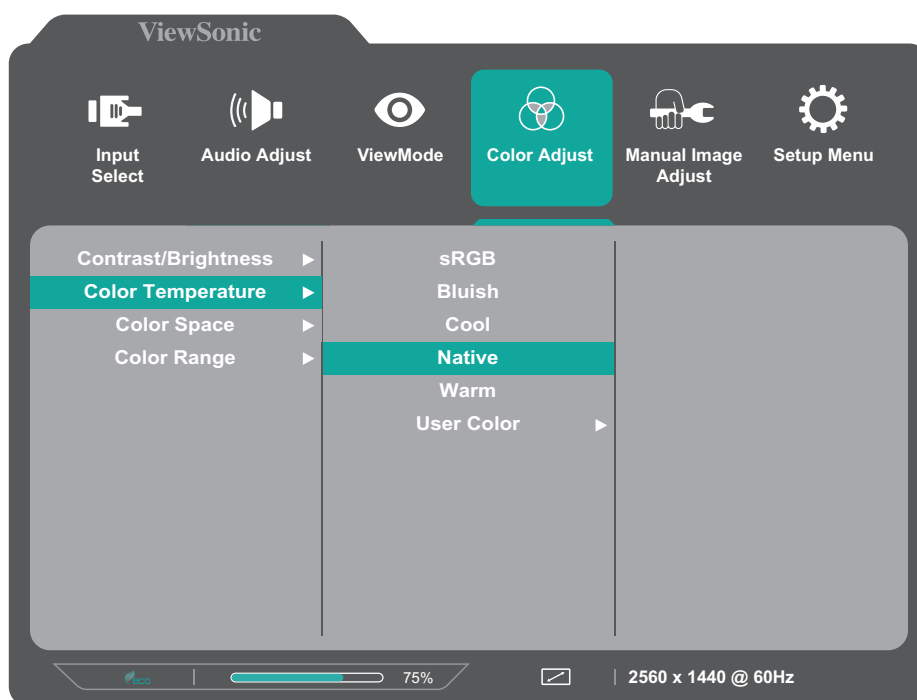 ViewSonic
Input
Select
Audio Adjust
ViewMode
Color Adjust
Manual Image
Adjust
Setup Menu
Contrast/Brightness
Color Temperature
Color Space
Color Range
sRGB
Bluish
Cool
Native
Warm
User Color
eco
75%
2560 x 1440 @ 60Hz